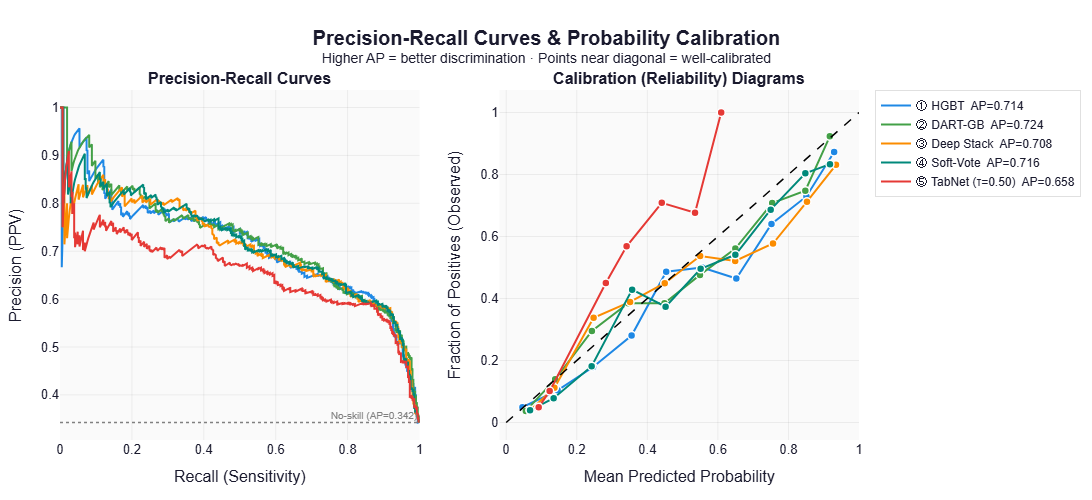 Precision-Recall Curves & Probability Calibration
Higher AP = better discrimination · Points near diagonal = well-calibrated
Precision-Recall Curves
Calibration (Reliability) Diagrams
1
0.9
0.8
0.7
0.6
0.5
0.4
Precision (PPV)
No-skill (AP=0.342)
0
0.2
0.4
0.6
0.8
1
Recall (Sensitivity)
1
0.8
0.6
0.4
0.2
0
Fraction of Positives (Observed)
0
0.2
0.4
0.6
0.8
1
Mean Predicted Probability
① HGBT AP=0.714
② DART-GB AP=0.724
③ Deep Stack AP=0.708
④ Soft-Vote AP=0.716
⑤ TabNet (τ=0.50) AP=0.658